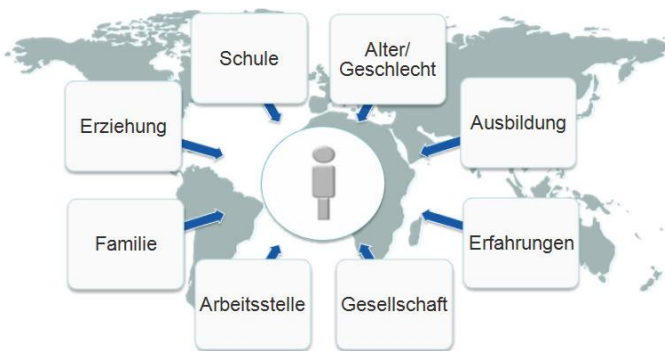 Schule
Alter/
Geschlecht
Erziehung
Ausbildung
Familie
Erfahrungen
Arbeitsstelle
Gesellschaft